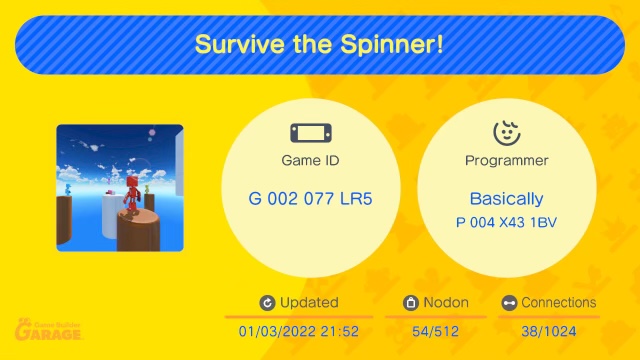 Survive the Spinner!
Game ID
G 002 077 LR5
Programmer
Basically
P 004 X43 1BV
Updated
01/03/2022 21:52
Nodon
54/512
Connections
38/1024
Game Builder
GARAGE